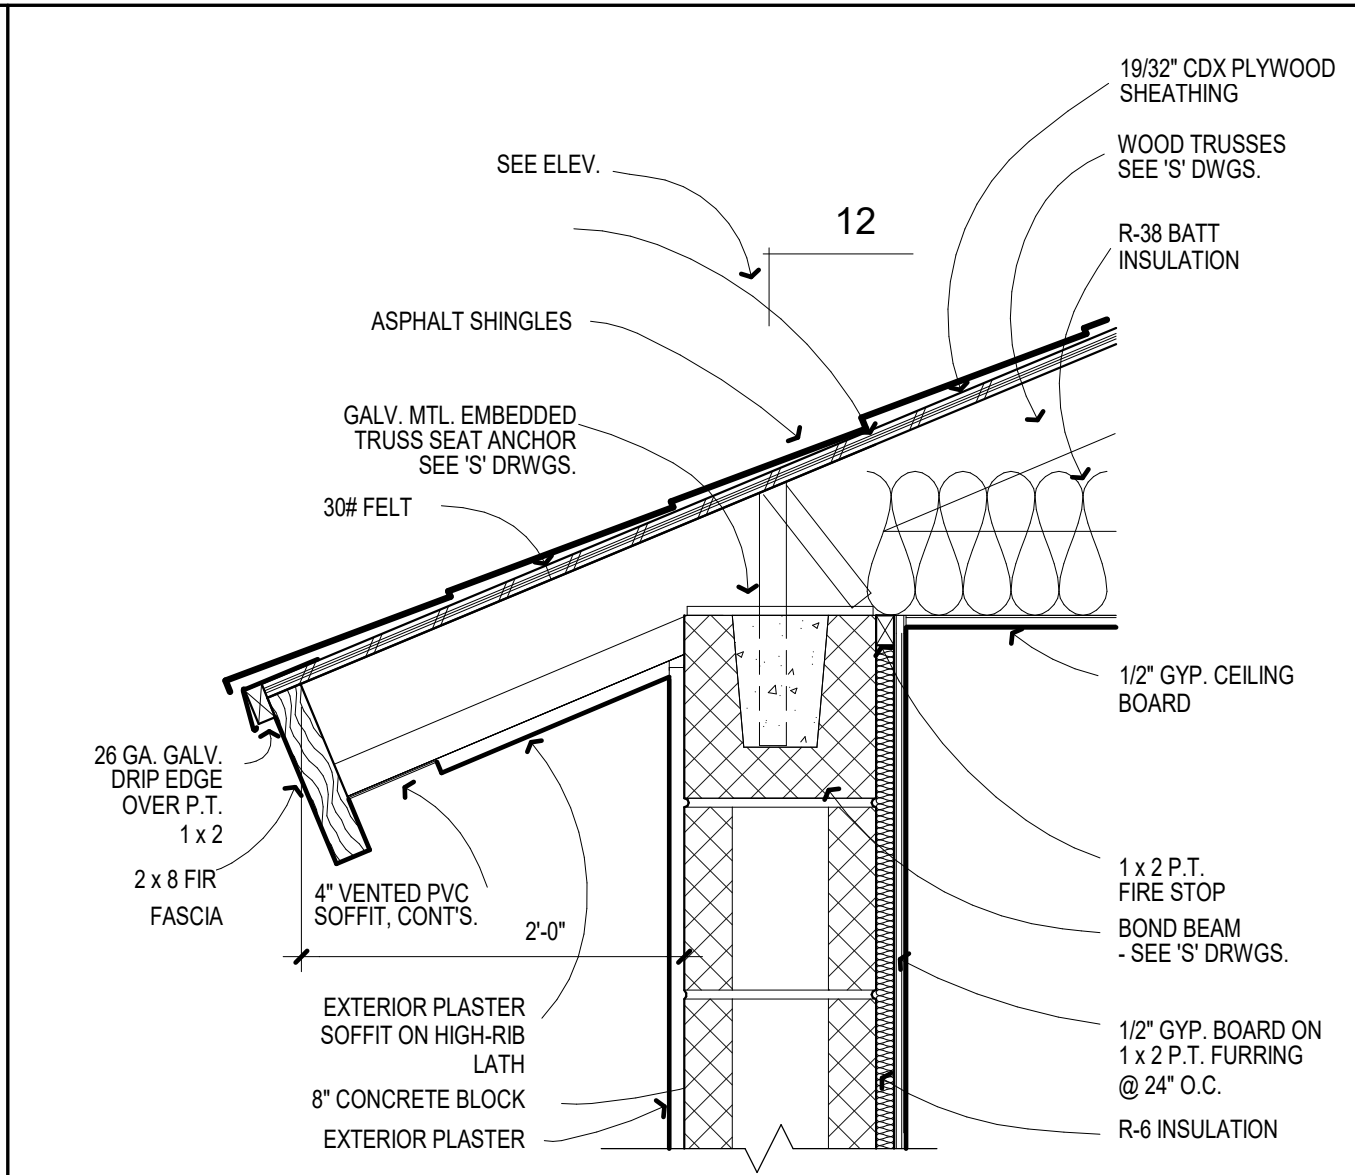 19/32" CDX PLYWOOD
SHEATHING
WOOD TRUSSES
SEE 'S' DWGS.
SEE ELEV.
12
R-38 BATT
INSULATION
ASPHALT SHINGLES
GALV. MTL. EMBEDDED
TRUSS SEAT ANCHOR
SEE 'S' DRWGS.
30# FELT
1/2" GYP. CEILING
BOARD
26 GA. GALV.
DRIP EDGE
OVER P.T.
1 x 2
2 x 8 FIR
FASCIA
4" VENTED PVC
SOFFIT, CONT'S.
2'-0"
1 x 2 P.T.
FIRE STOP
BOND BEAM
- SEE 'S' DRWGS.
EXTERIOR PLASTER
SOFFIT ON HIGH-RIB
LATH
8" CONCRETE BLOCK
EXTERIOR PLASTER
1/2" GYP. BOARD ON
1 x 2 P.T. FURRING
@ 24" O.C.
R-6 INSULATION